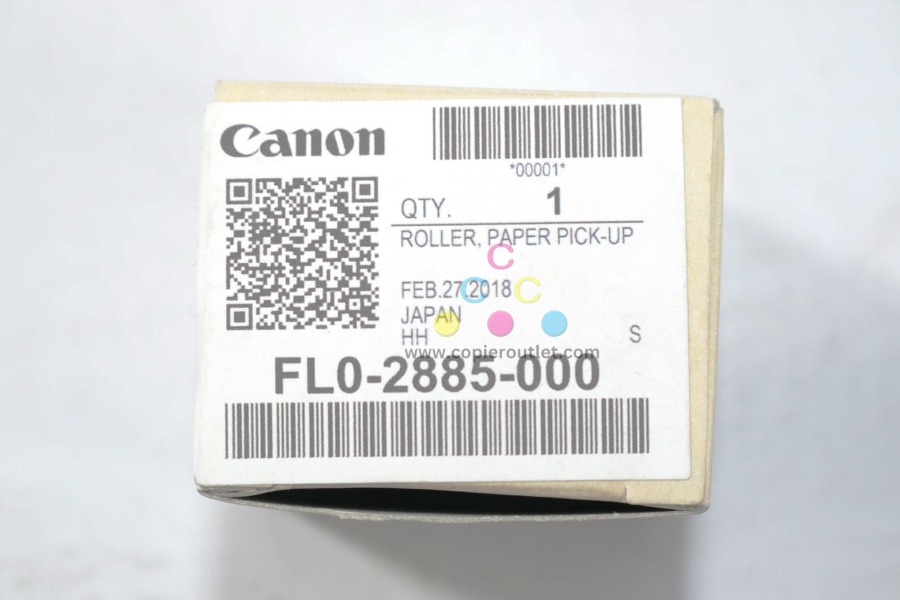 Canon
*00001*
QTY. 1
ROLLER, PAPER PICK-UP
C
FEB.27.2018
C C
JAPAN
HH S
www.copieroutlet.com
FL0-2885-000